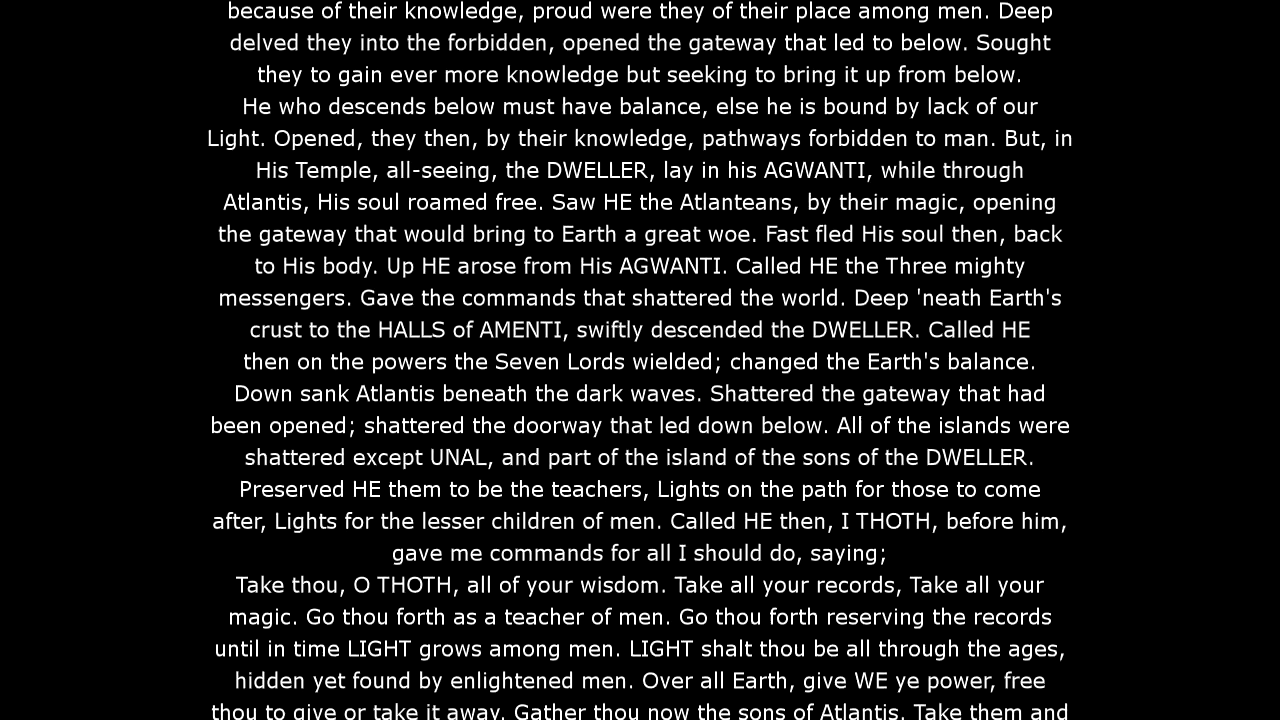 because of their knowledge, proud were they of their place among men. Deep
delved they into the forbidden, opened the gateway that led to below. Sought
they to gain ever more knowledge but seeking to bring it up from below.
He who descends below must have balance, else he is bound by lack of our
Light. Opened, they then, by their knowledge, pathways forbidden to man. But, in
His Temple, all-seeing, the DWELLER, lay in his AGWANTI, while through
Atlantis, His soul roamed free. Saw HE the Atlanteans, by their magic, opening
the gateway that would bring to Earth a great woe. Fast fled His soul then, back
to His body. Up HE arose from His AGWANTI. Called HE the Three mighty
messengers. Gave the commands that shattered the world. Deep 'neath Earth's
crust to the HALLS of AMENTI, swiftly descended the DWELLER. Called HE
then on the powers the Seven Lords wielded; changed the Earth's balance.
Down sank Atlantis beneath the dark waves. Shattered the gateway that had
been opened; shattered the doorway that led down below. All of the islands were
shattered except UNAL, and part of the island of the sons of the DWELLER.
Preserved HE them to be the teachers, Lights on the path for those to come
after, Lights for the lesser children of men. Called HE then, I THOTH, before him,
gave me commands for all I should do, saying;
Take thou, O THOTH, all of your wisdom. Take all your records, Take all your
magic. Go thou forth as a teacher of men. Go thou forth reserving the records
until in time LIGHT grows among men. LIGHT shalt thou be all through the ages,
hidden yet found by enlightened men. Over all Earth, give WE ye power, free
thou to give or take it away. Gather thou now the sons of Atlantis. Take them and